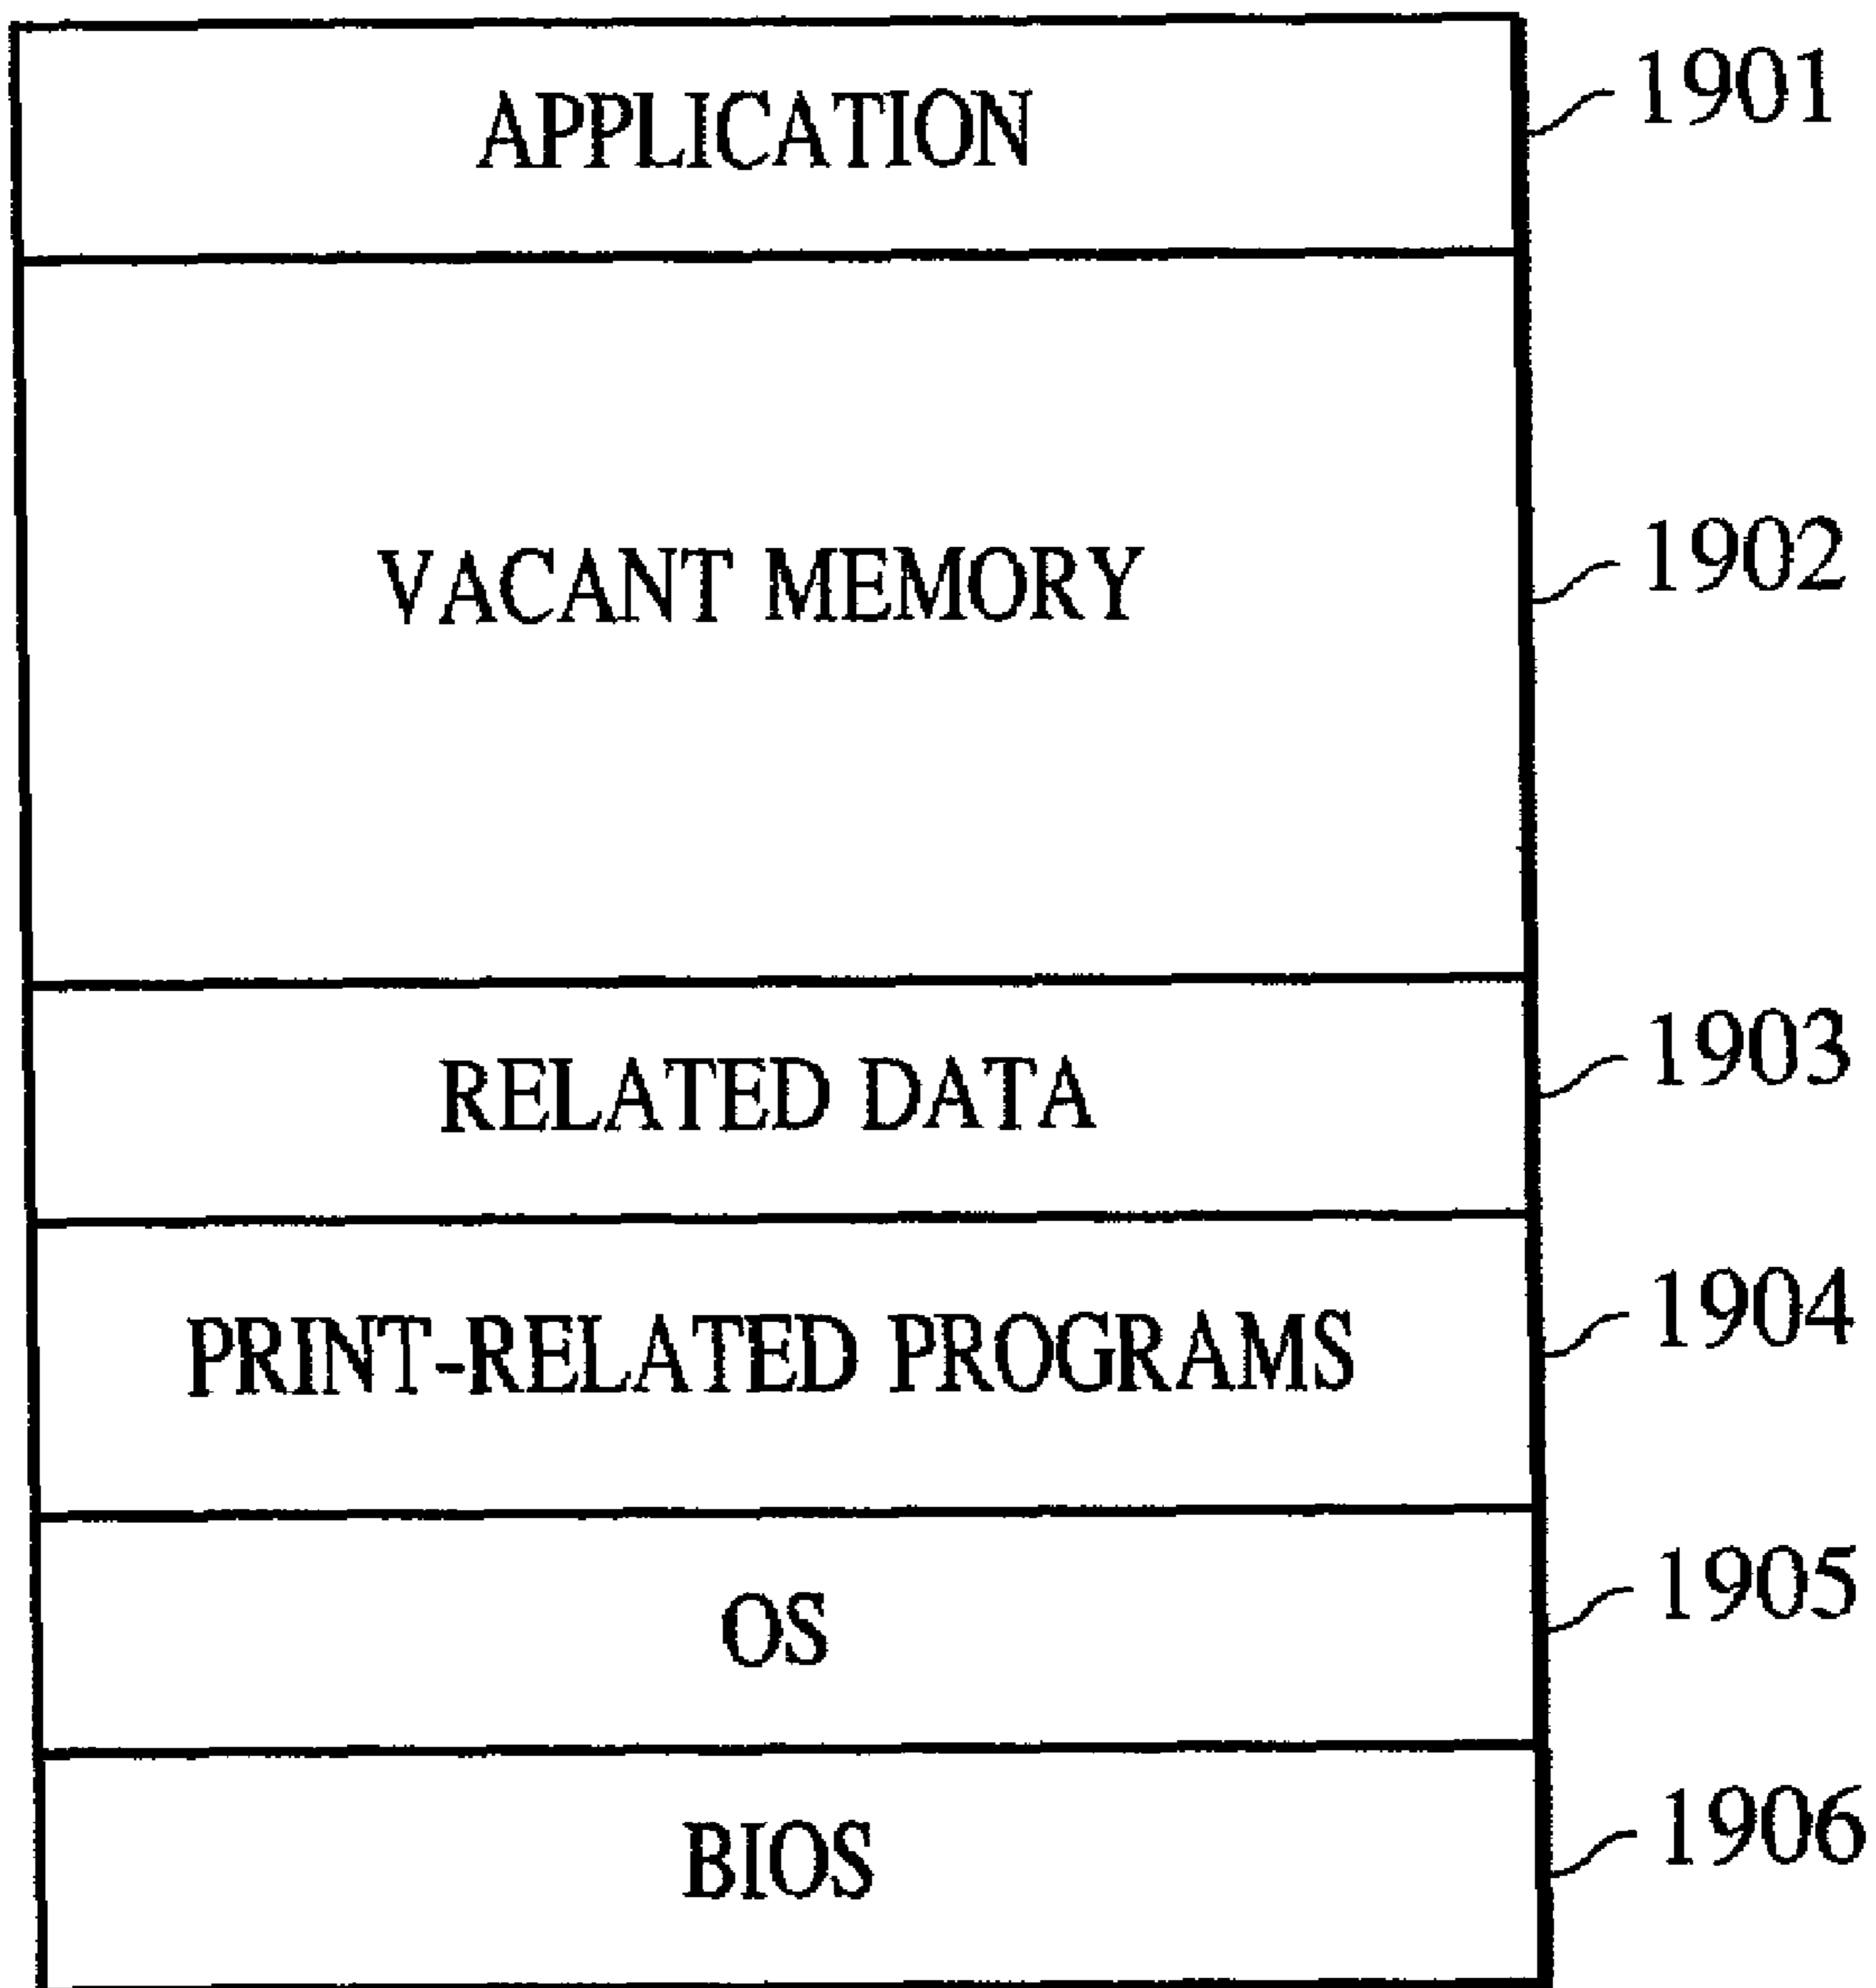 APPLICATION 1901
VACANT MEMORY 1902
RELATED DATA 1903
PRINT-RELATED PROGRAMS 1904
OS 1905
BIOS 1906